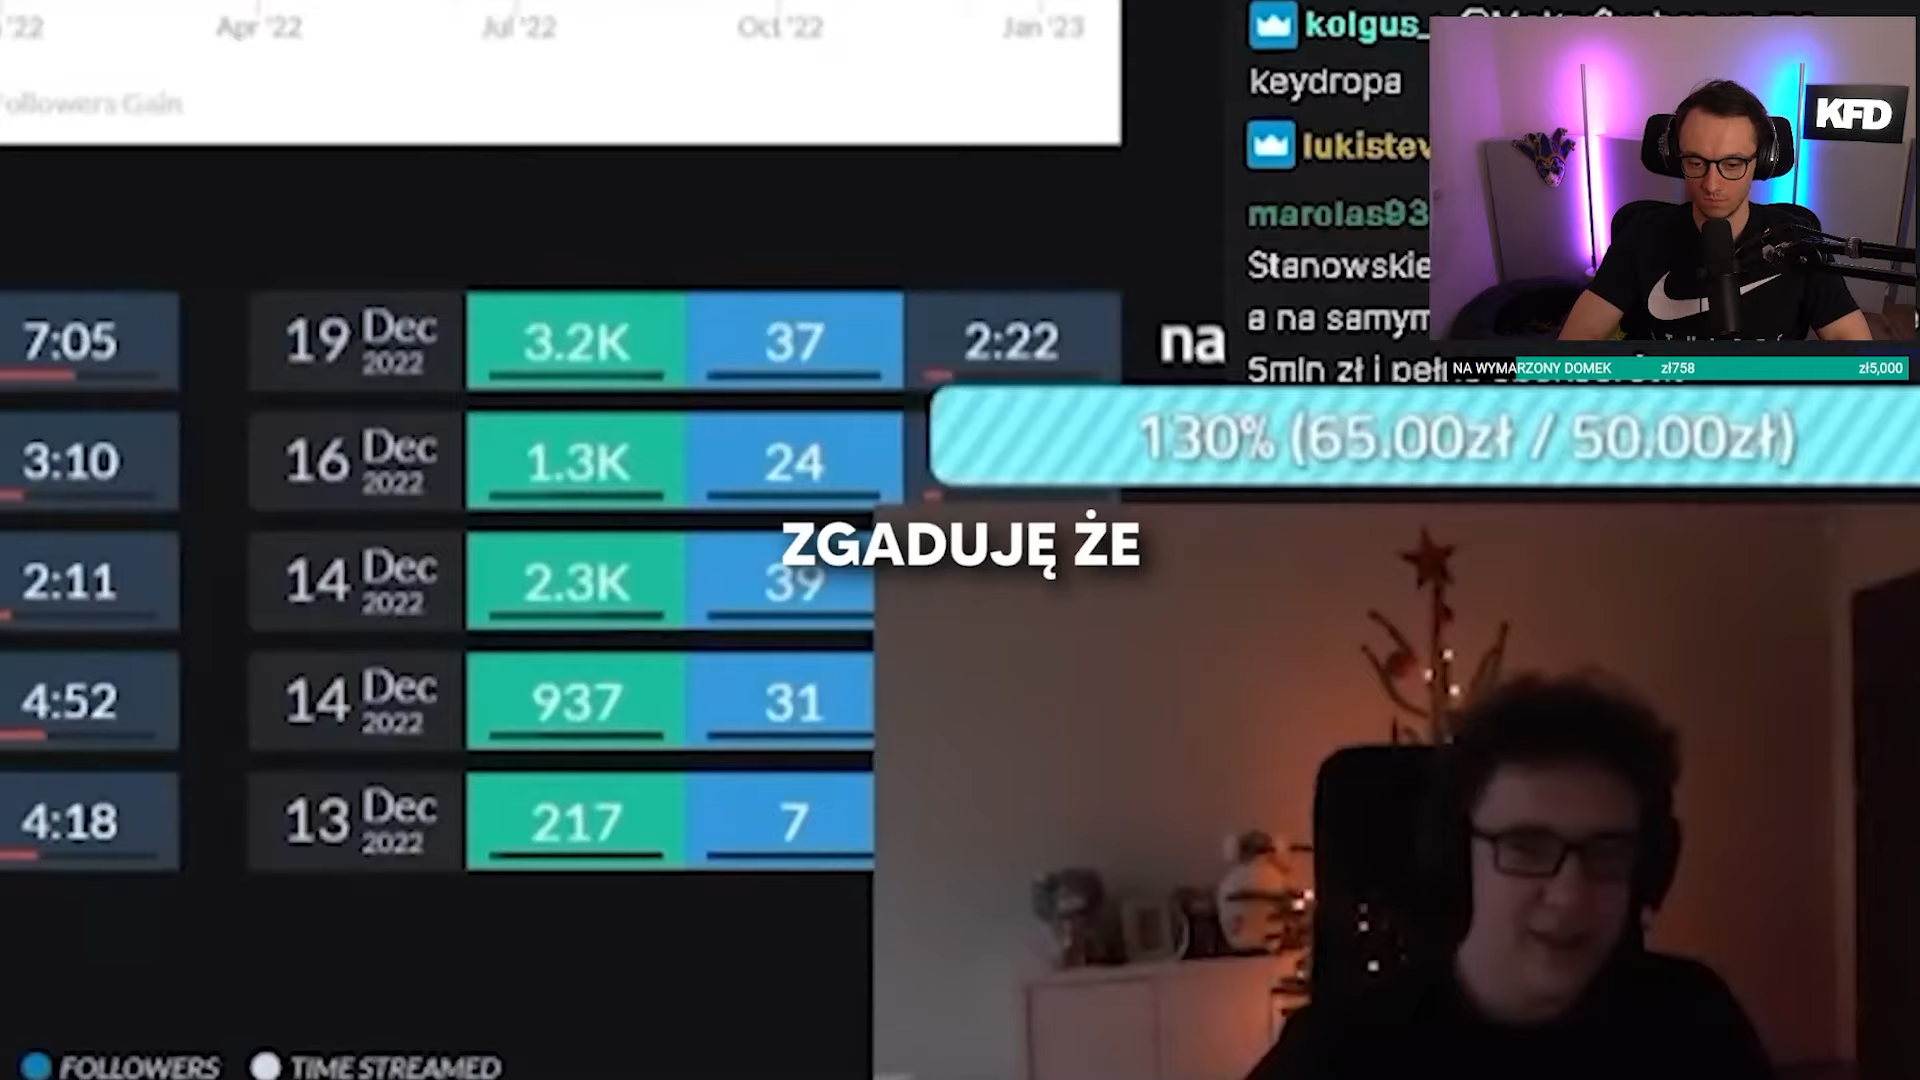 '22
Apr '22
Jul '22
Oct '22
Jan '23
Followers Gain
7:05
19 Dec 2022
3.2K
37
2:22
3:10
16 Dec 2022
1.3K
24
2:11
14 Dec 2022
2.3K
39
4:52
14 Dec 2022
937
31
4:18
13 Dec 2022
217
7
FOLLOWERS
TIME STREAMED
na
kolgus_
keydropa
lukistev
marolas93
Stanowskie
a na samym
5mln zł i
KFD
NA WYMARZONY DOMEK
zł758
zł5,000
130% (65.00zł / 50.00zł)
ZGADUJĘ ŻE